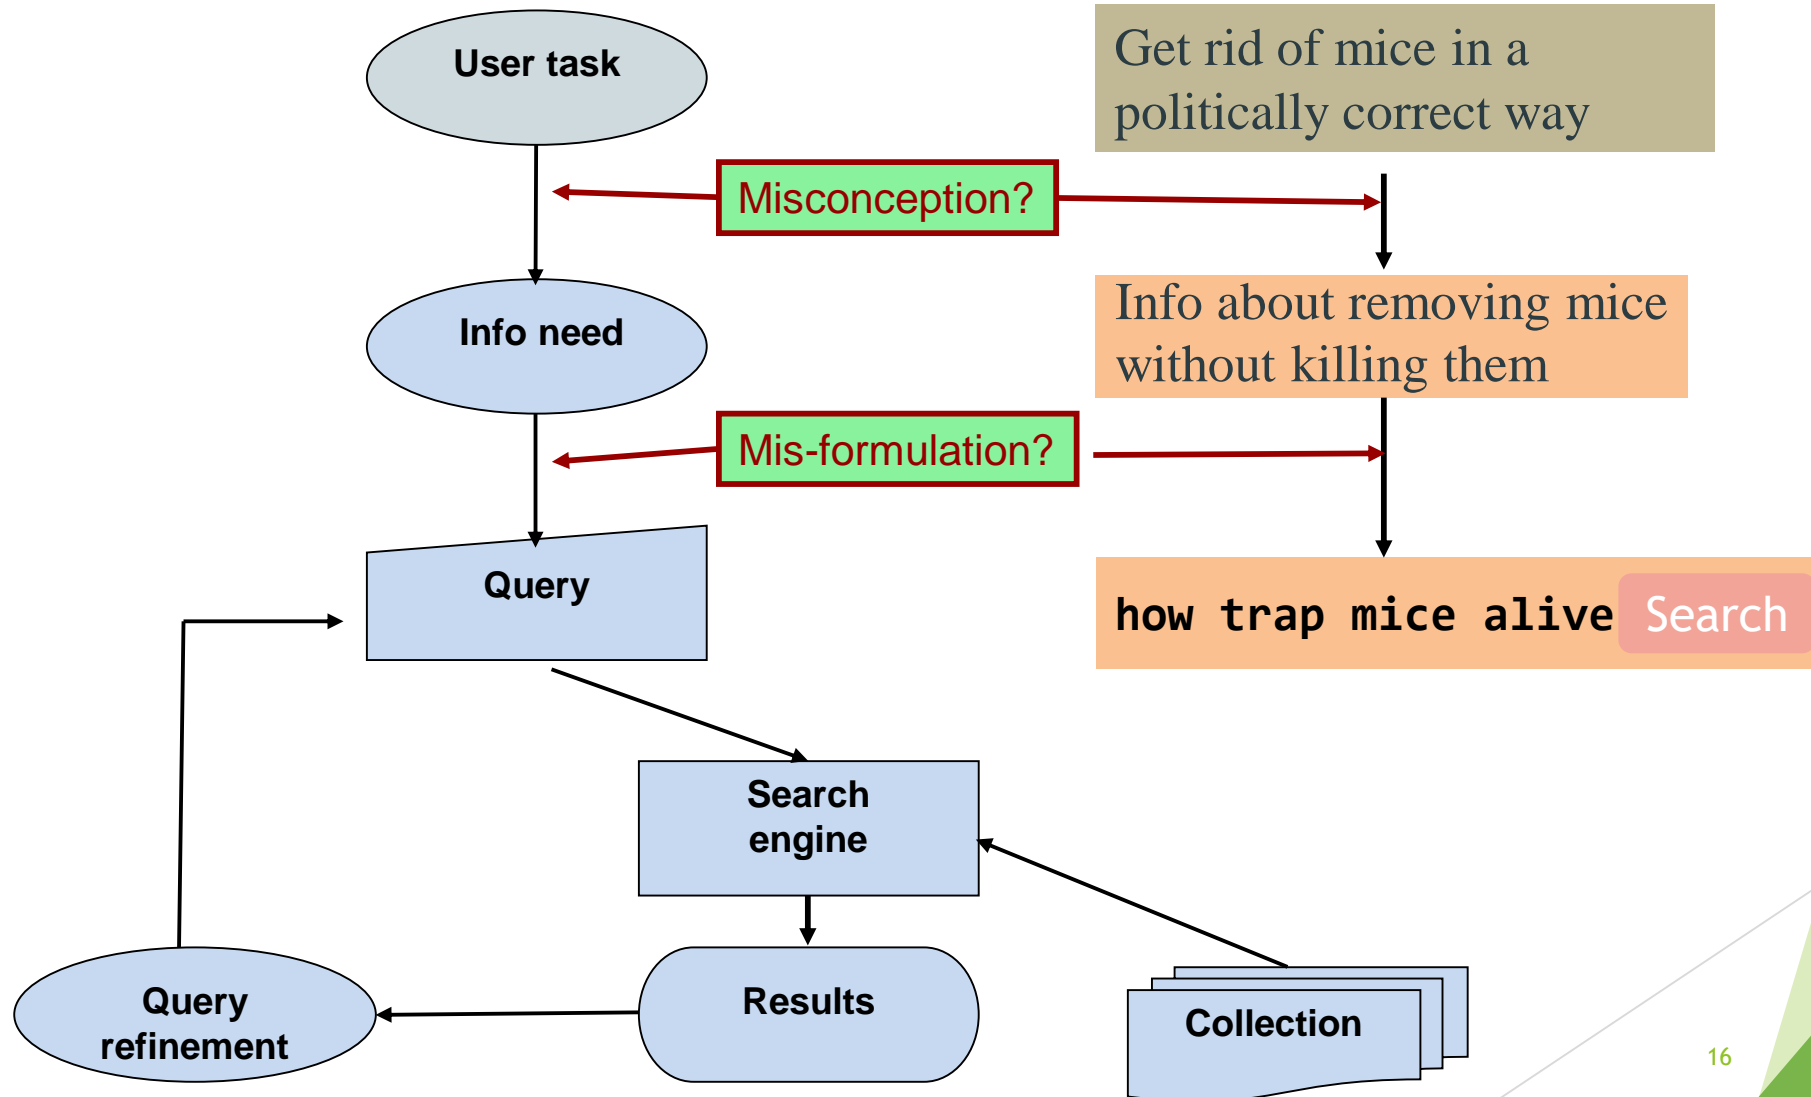 User task
Get rid of mice in a
politically correct way
Misconception?
Info need
Info about removing mice
without killing them
Mis-formulation?
Query
how trap mice alive
Search
Search
engine
Query
refinement
Results
Collection
16